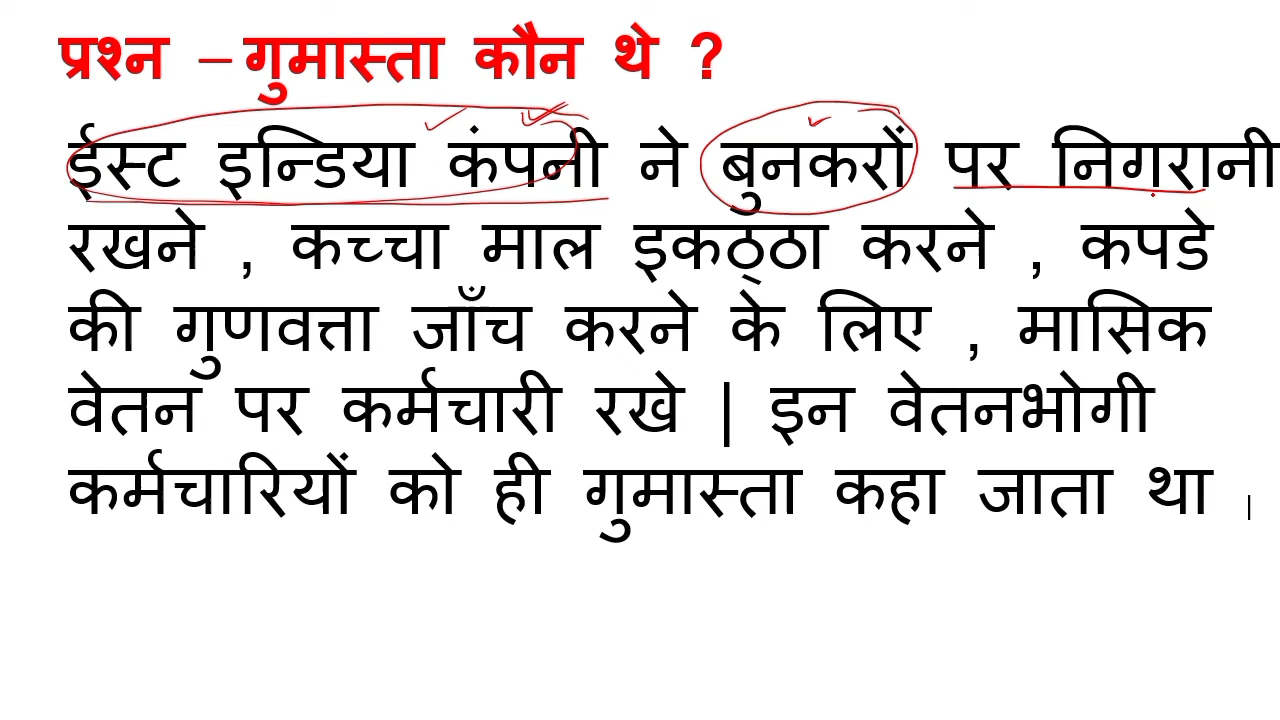 प्रश्न – गुमास्ता कौन थे ?
ईस्ट इन्डिया कंपनी ने बुनकरों पर निगरानी
रखने , कच्चा माल इकठ्ठा करने , कपडे
की गुणवत्ता जाँच करने के लिए , मासिक
वेतन पर कर्मचारी रखे | इन वेतनभोगी
कर्मचारियों को ही गुमास्ता कहा जाता था |